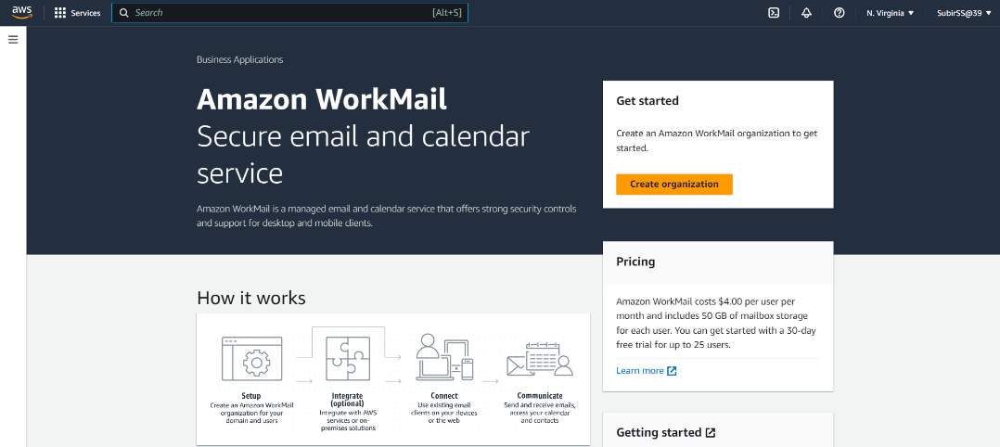 aws
Services
Search
[Alt+S]
N. Virginia
SubirSS@39
Business Applications
Amazon WorkMail
Secure email and calendar
service
Amazon WorkMail is a managed email and calendar service that offers strong security controls
and support for desktop and mobile clients.
Get started
Create an Amazon WorkMail organization to get
started.
Create organization
Pricing
Amazon WorkMail costs $4.00 per user per
month and includes 50 GB of mailbox storage
for each user. You can get started with a 30-day
free trial for up to 25 users.
Learn more
Getting started
How it works
Setup
Create an Amazon WorkMail
organization for your
domain and users
Integrate
(optional)
Integrate with AWS
services or on-
premises solutions
Connect
Use existing email
clients on your devices
or the web
Communicate
Send and receive emails,
access your calendar
and contacts